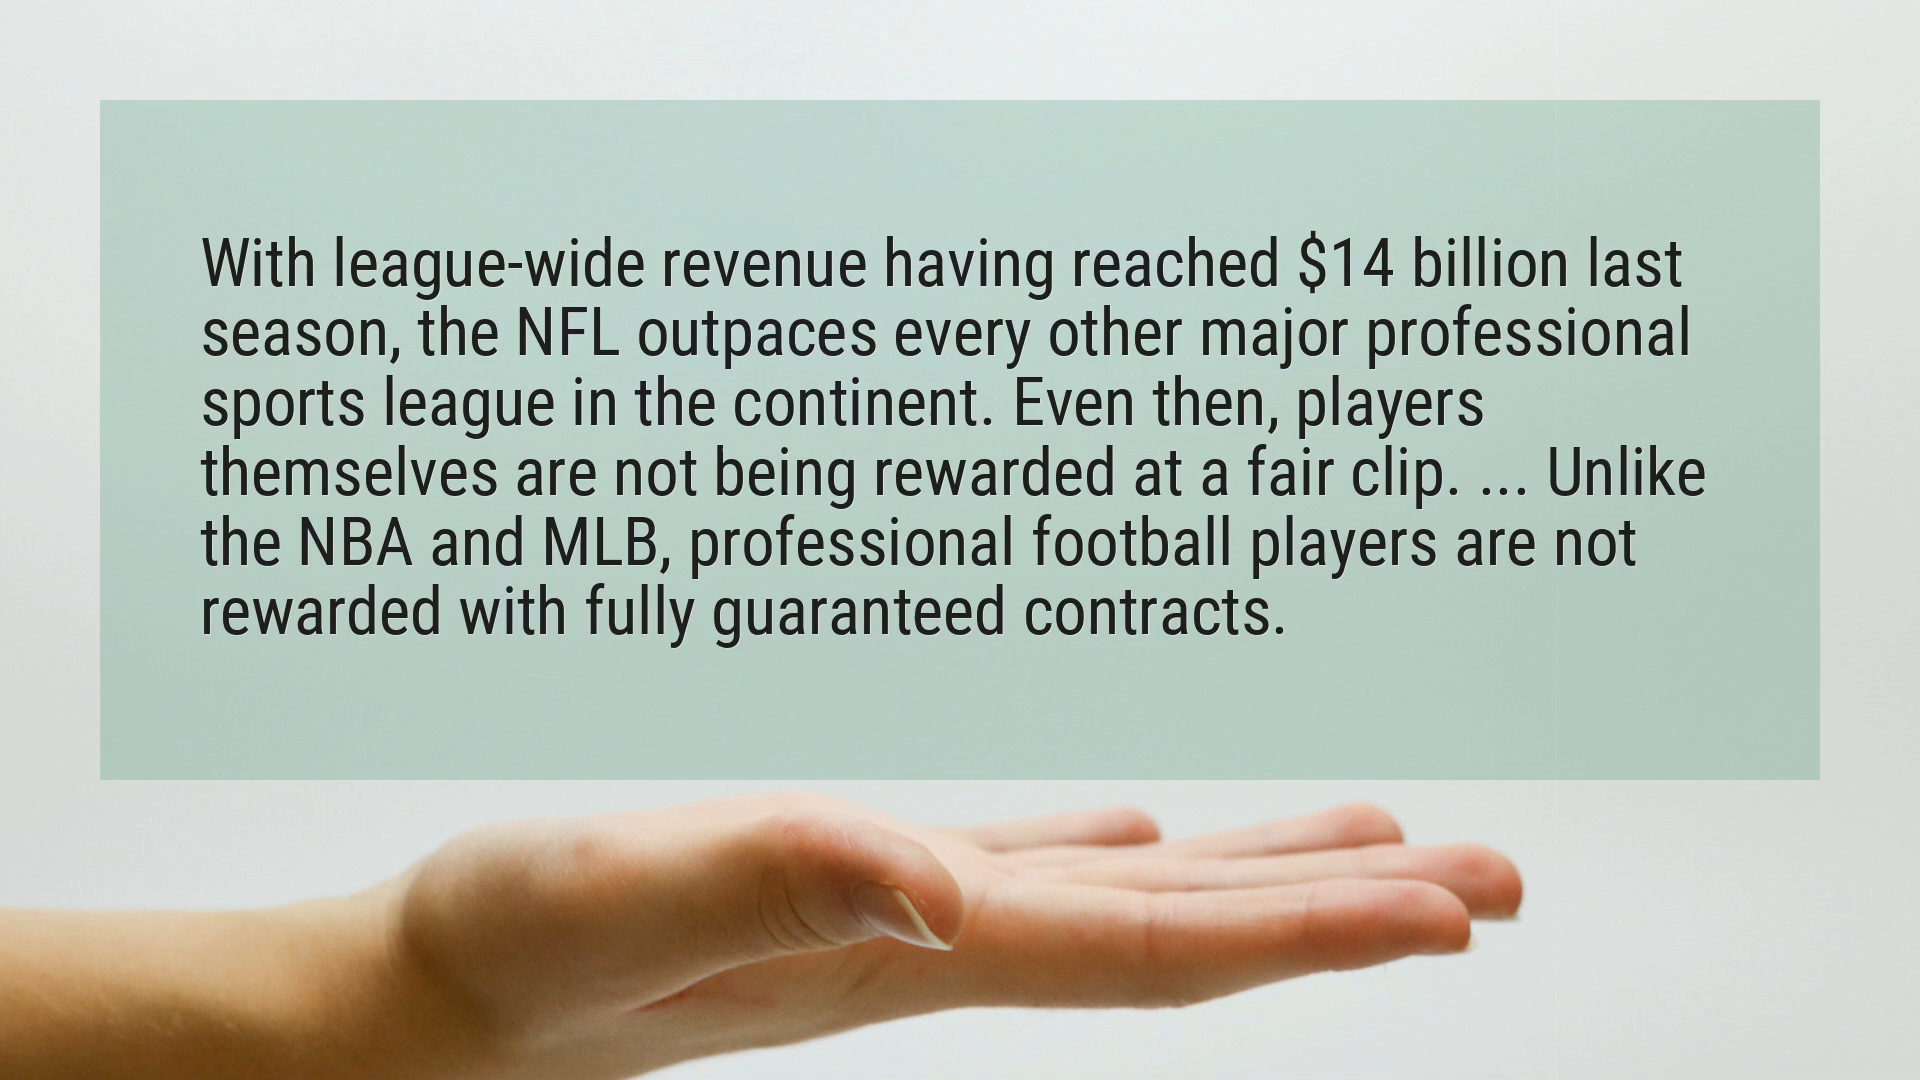 With league-wide revenue having reached $14 billion last
season, the NFL outpaces every other major professional
sports league in the continent. Even then, players
themselves are not being rewarded at a fair clip. ... Unlike
the NBA and MLB, professional football players are not
rewarded with fully guaranteed contracts.